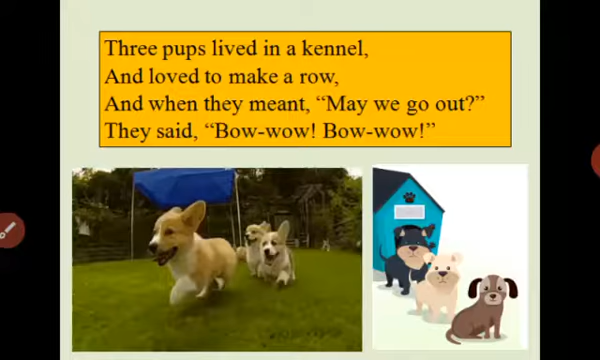 Three pups lived in a kennel,
And loved to make a row,
And when they meant, “May we go out?”
They said, “Bow-wow! Bow-wow!”